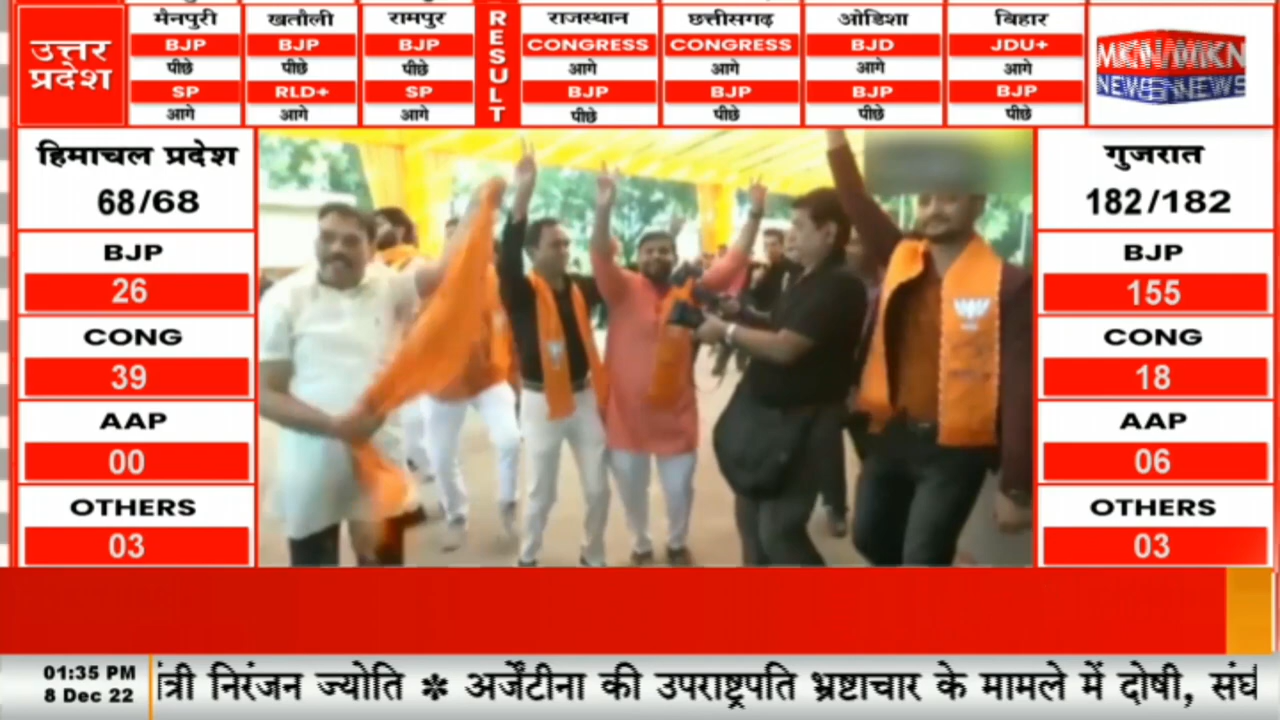 उत्तर
प्रदेश
मैनपुरी
BJP
पीछे
SP
आगे
खतौली
BJP
पीछे
RLD+
आगे
रामपुर
BJP
पीछे
SP
आगे
RESULT
राजस्थान
CONGRESS
आगे
BJP
पीछे
छत्तीसगढ़
CONGRESS
आगे
BJP
पीछे
ओडिशा
BJD
आगे
BJP
पीछे
बिहार
JDU+
आगे
BJP
पीछे
हिमाचल प्रदेश
68/68
BJP
26
CONG
39
AAP
00
OTHERS
03
गुजरात
182/182
BJP
155
CONG
18
AAP
06
OTHERS
03
01:35 PM
8 Dec 22
निरंजन ज्योति * अर्जेंटीना की उपराष्ट्रपति भ्रष्टाचार के मामले में दोषी,